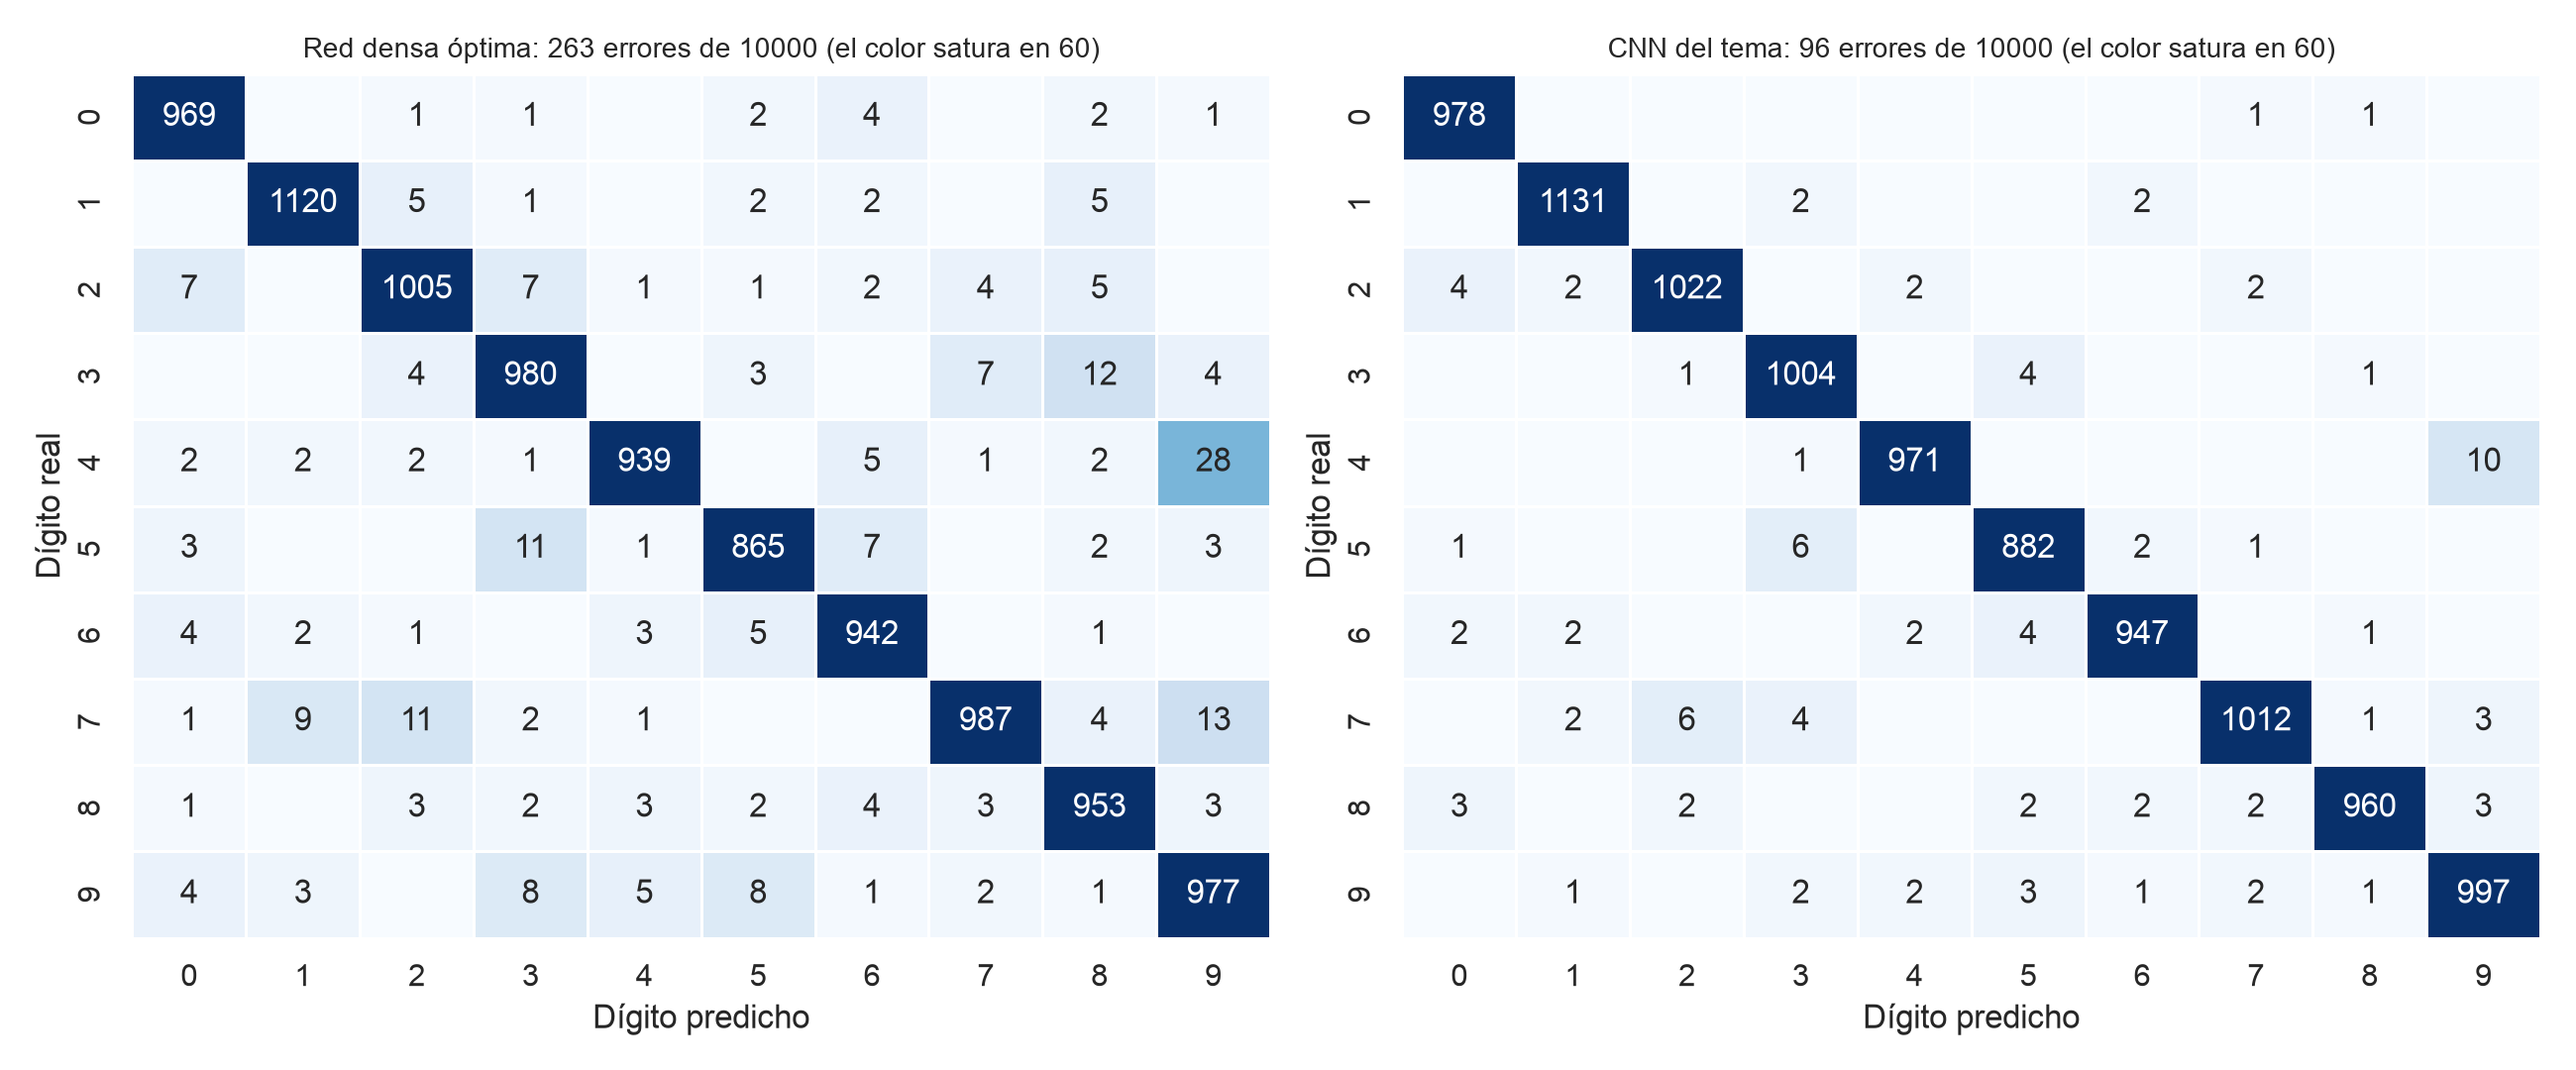 Red densa óptima: 263 errores de 10000 (el color satura en 60)
Dígito real
0 969 1 1 2 4 2 1
1 1120 5 1 2 2 5
2 7 1005 7 1 1 2 4 5
3 4 980 3 7 12 4
4 2 2 2 1 939 5 1 2 28
5 3 11 1 865 7 2 3
6 4 2 1 3 5 942 1
7 1 9 11 2 1 987 4 13
8 1 3 2 3 2 4 3 953 3
9 4 3 8 5 8 1 2 1 977
0 1 2 3 4 5 6 7 8 9
Dígito predicho
CNN del tema: 96 errores de 10000 (el color satura en 60)
Dígito real
0 978 1 1
1 1131 2 2
2 4 2 1022 2 2
3 1 1004 4 1
4 1 971 10
5 1 6 882 2 1
6 2 2 2 4 947 1
7 2 6 4 1012 1 3
8 3 2 2 2 2 960 3
9 1 2 2 3 1 2 1 997
0 1 2 3 4 5 6 7 8 9
Dígito predicho